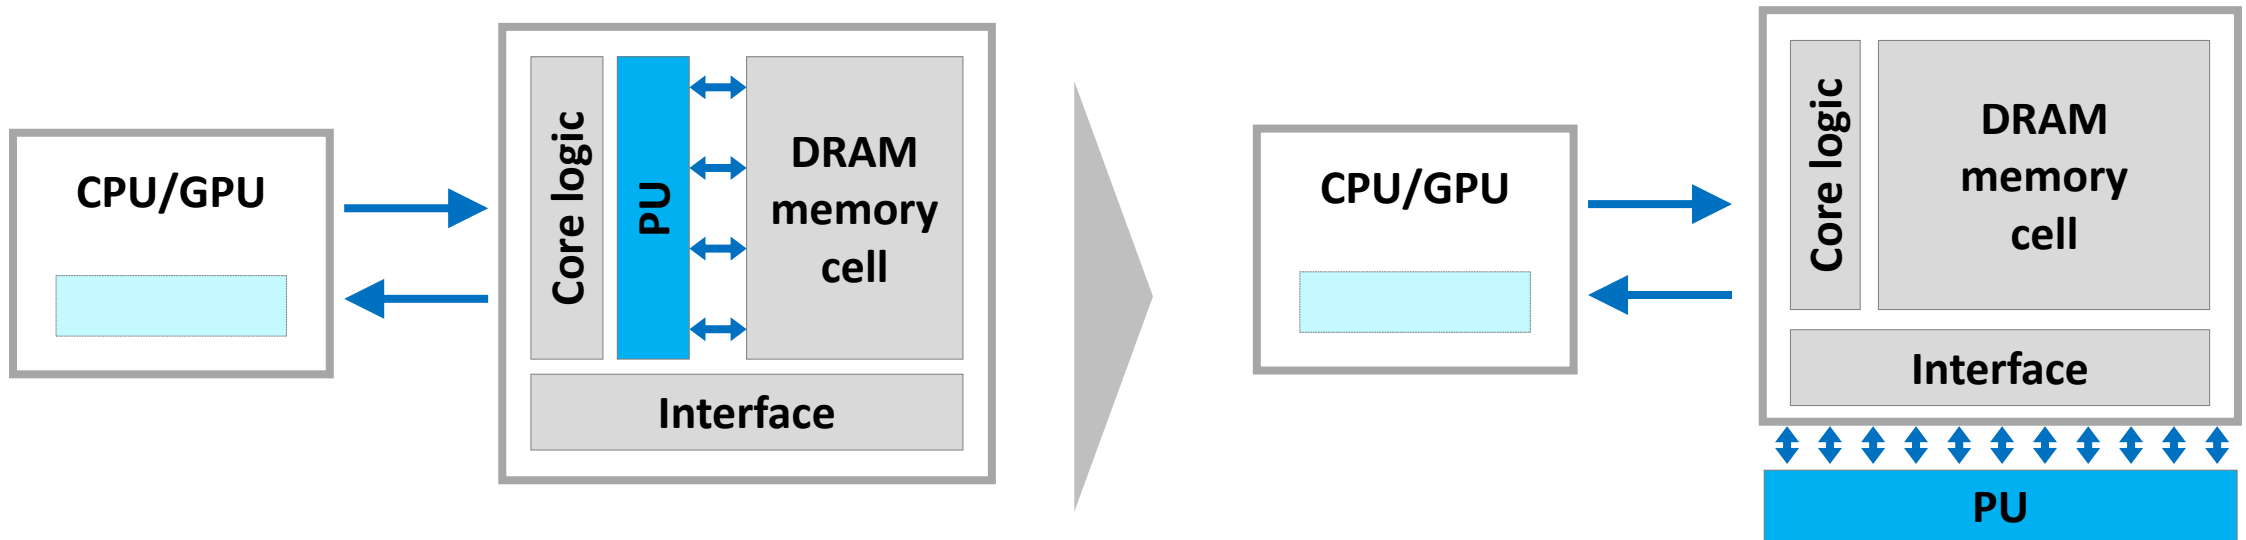 CPU/GPU
Core logic
PU
DRAM
memory
cell
Interface
CPU/GPU
Core logic
DRAM
memory
cell
Interface
PU